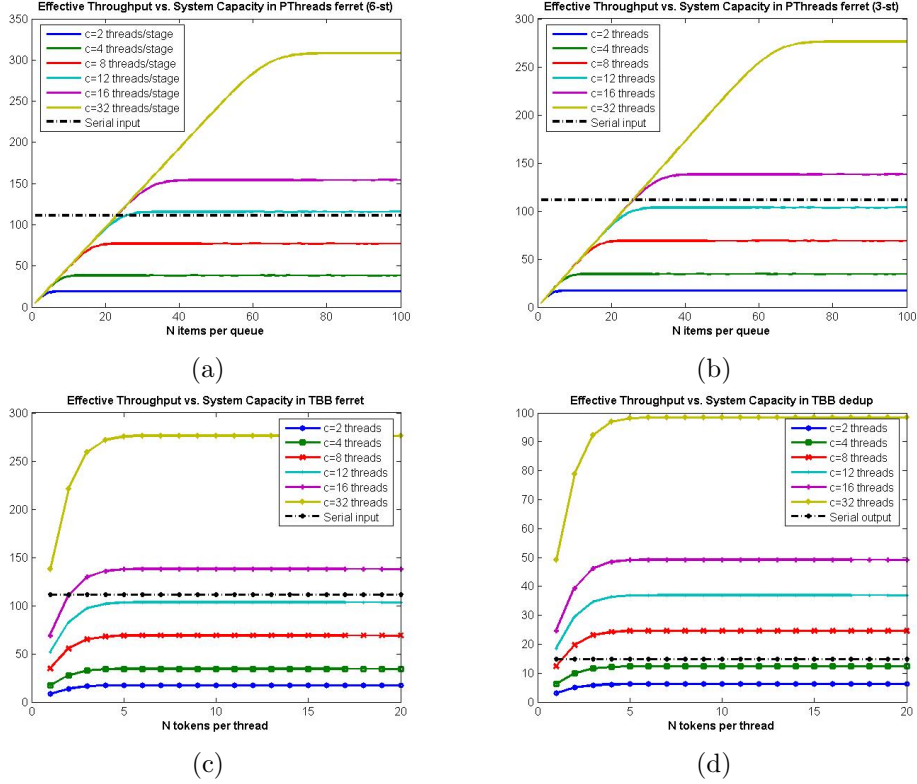 Effective Throughput vs. System Capacity in PThreads ferret (6-st)
350
300
250
200
150
100
50
0
c=2 threads/stage
c=4 threads/stage
c= 8 threads/stage
c=12 threads/stage
c=16 threads/stage
c=32 threads/stage
Serial input
0 20 40 60 80 100
N items per queue
(a)
Effective Throughput vs. System Capacity in PThreads ferret (3-st)
300
250
200
150
100
50
0
c=2 threads
c=4 threads
c=8 threads
c=12 threads
c=16 threads
c=32 threads
Serial input
0 20 40 60 80 100
N items per queue
(b)
Effective Throughput vs. System Capacity in TBB ferret
300
250
200
150
100
50
0
c=2 threads
c=4 threads
c=8 threads
c=12 threads
c=16 threads
c=32 threads
Serial input
0 5 10 15 20
N tokens per thread
(c)
Effective Throughput vs. System Capacity in TBB dedup
100
90
80
70
60
50
40
30
20
10
0
c=2 threads
c=4 threads
c=8 threads
c=12 threads
c=16 threads
c=32 threads
Serial output
0 5 10 15 20
N tokens per thread
(d)